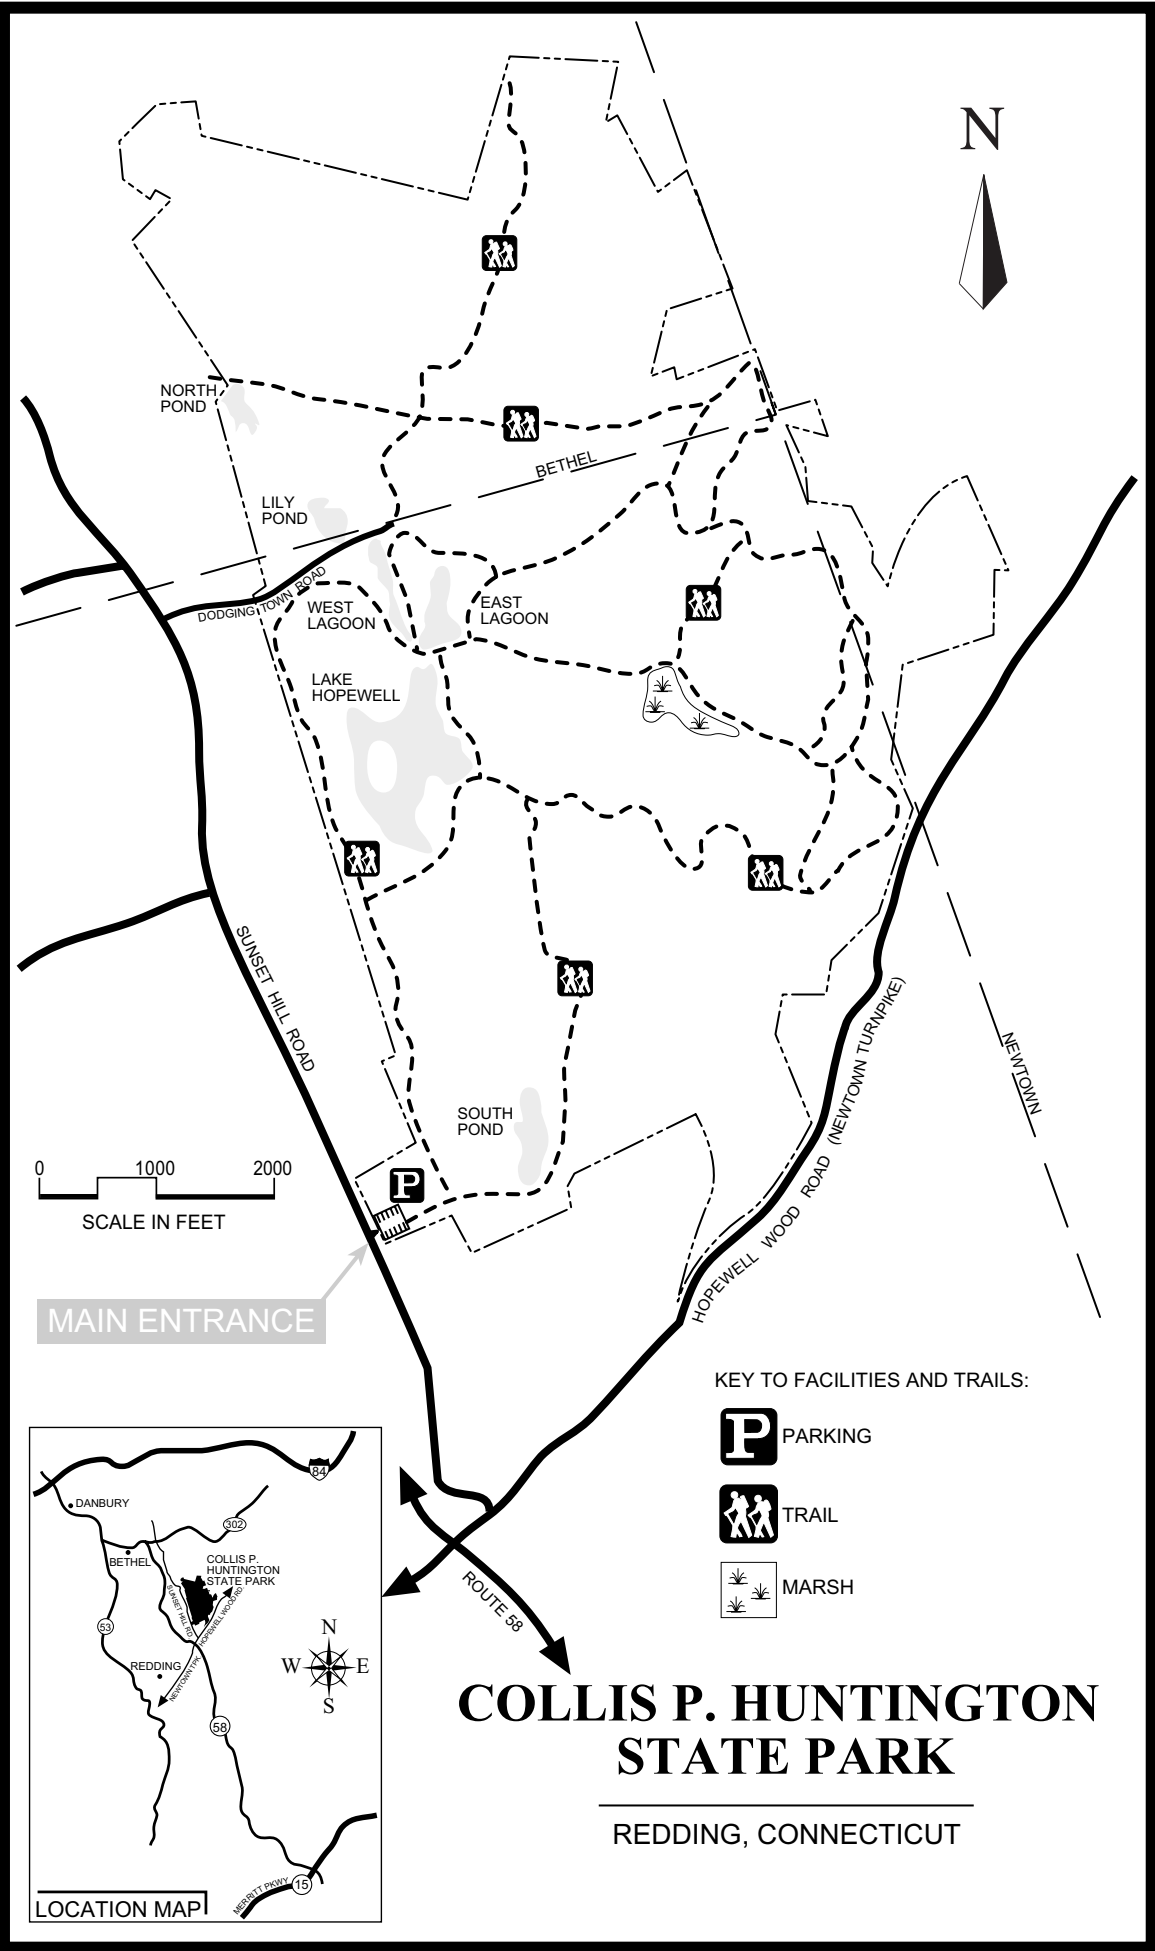 N
NORTH
POND
BETHEL
LILY
POND
DODGING TOWN ROAD
WEST
LAGOON
EAST
LAGOON
LAKE
HOPEWELL
SUNSET HILL ROAD
HOPEWELL WOOD ROAD (NEWTOWN TURNPIKE)
NEWTOWN
SOUTH
POND
P
0 1000 2000
SCALE IN FEET
MAIN ENTRANCE
KEY TO FACILITIES AND TRAILS:
P PARKING
TRAIL
MARSH
ROUTE 58
84
DANBURY
302
BETHEL
COLLIS P.
HUNTINGTON
STATE PARK
SUNSET HILL RD.
HOPEWELL WOOD RD.
53
REDDING
NEWTOWN TPK
N
W E
S
58
15
MERRITT PKWY
LOCATION MAP
COLLIS P. HUNTINGTON
STATE PARK
REDDING, CONNECTICUT